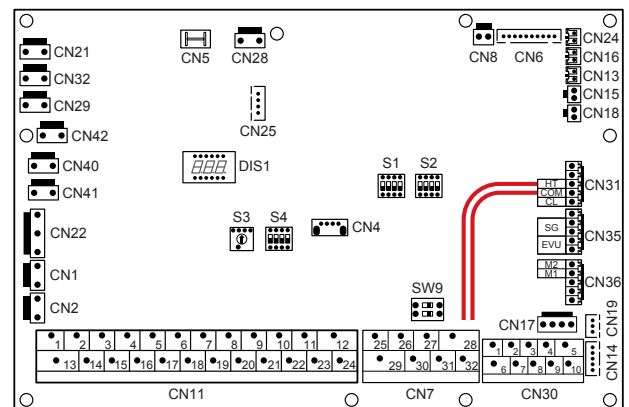 CN21
CN32
CN29
CN42
CN40
CN41
CN22
CN1
CN2
CN5
CN28
CN25
DIS1
S1 S2
S3 S4
CN4
SW9
CN8 CN6
CN24
CN16
CN13
CN15
CN18
HT
COM
CL
CN31
SG
EVU
CN35
M2
M1
CN36
CN17
CN19
CN14
1 2 3 4 5 6 7 8 9 10 11 12
13 14 15 16 17 18 19 20 21 22 23 24
CN11
25 26 27 28
29 30 31 32
CN7
1 2 3 4 5
6 7 8 9 10
CN30